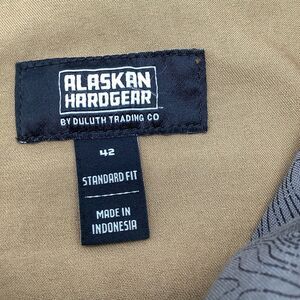 ALASKAN
HARDGEAR
BY DULUTH TRADING CO
42
STANDARD FIT
MADE IN
INDONESIA